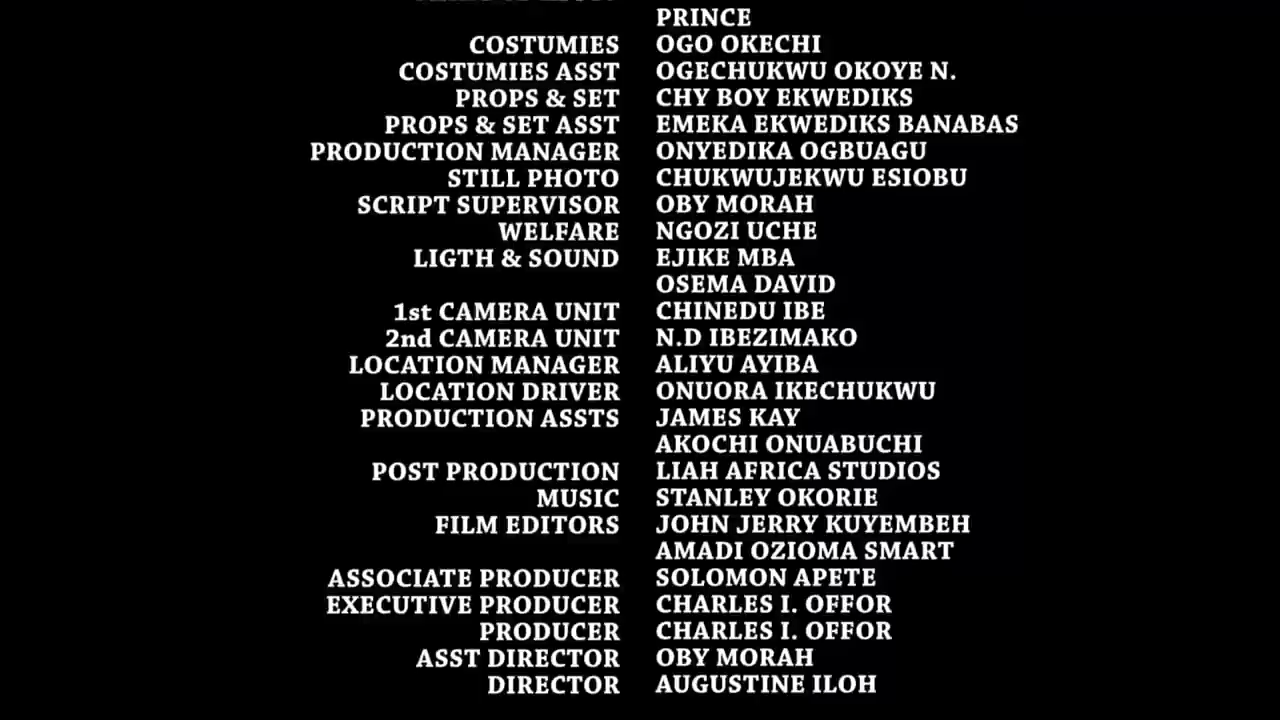 PRINCE
COSTUMIES OGO OKECHI
COSTUMIES ASST OGECHUKWU OKOYE N.
PROPS & SET CHY BOY EKWEDIKS
PROPS & SET ASST EMEKA EKWEDIKS BANABAS
PRODUCTION MANAGER ONYEDIKA OGBUAGU
STILL PHOTO CHUKWUJEKWU ESIOBU
SCRIPT SUPERVISOR OBY MORAH
WELFARE NGOZI UCHE
LIGTH & SOUND EJIKE MBA
OSEMA DAVID
1st CAMERA UNIT CHINEDU IBE
2nd CAMERA UNIT N.D IBEZIMAKO
LOCATION MANAGER ALIYU AYIBA
LOCATION DRIVER ONUORA IKECHUKWU
PRODUCTION ASSTS JAMES KAY
AKOCHI ONUABUCHI
POST PRODUCTION LIAH AFRICA STUDIOS
MUSIC STANLEY OKORIE
FILM EDITORS JOHN JERRY KUYEMBEH
AMADI OZIOMA SMART
ASSOCIATE PRODUCER SOLOMON APETE
EXECUTIVE PRODUCER CHARLES I. OFFOR
PRODUCER CHARLES I. OFFOR
ASST DIRECTOR OBY MORAH
DIRECTOR AUGUSTINE ILOH